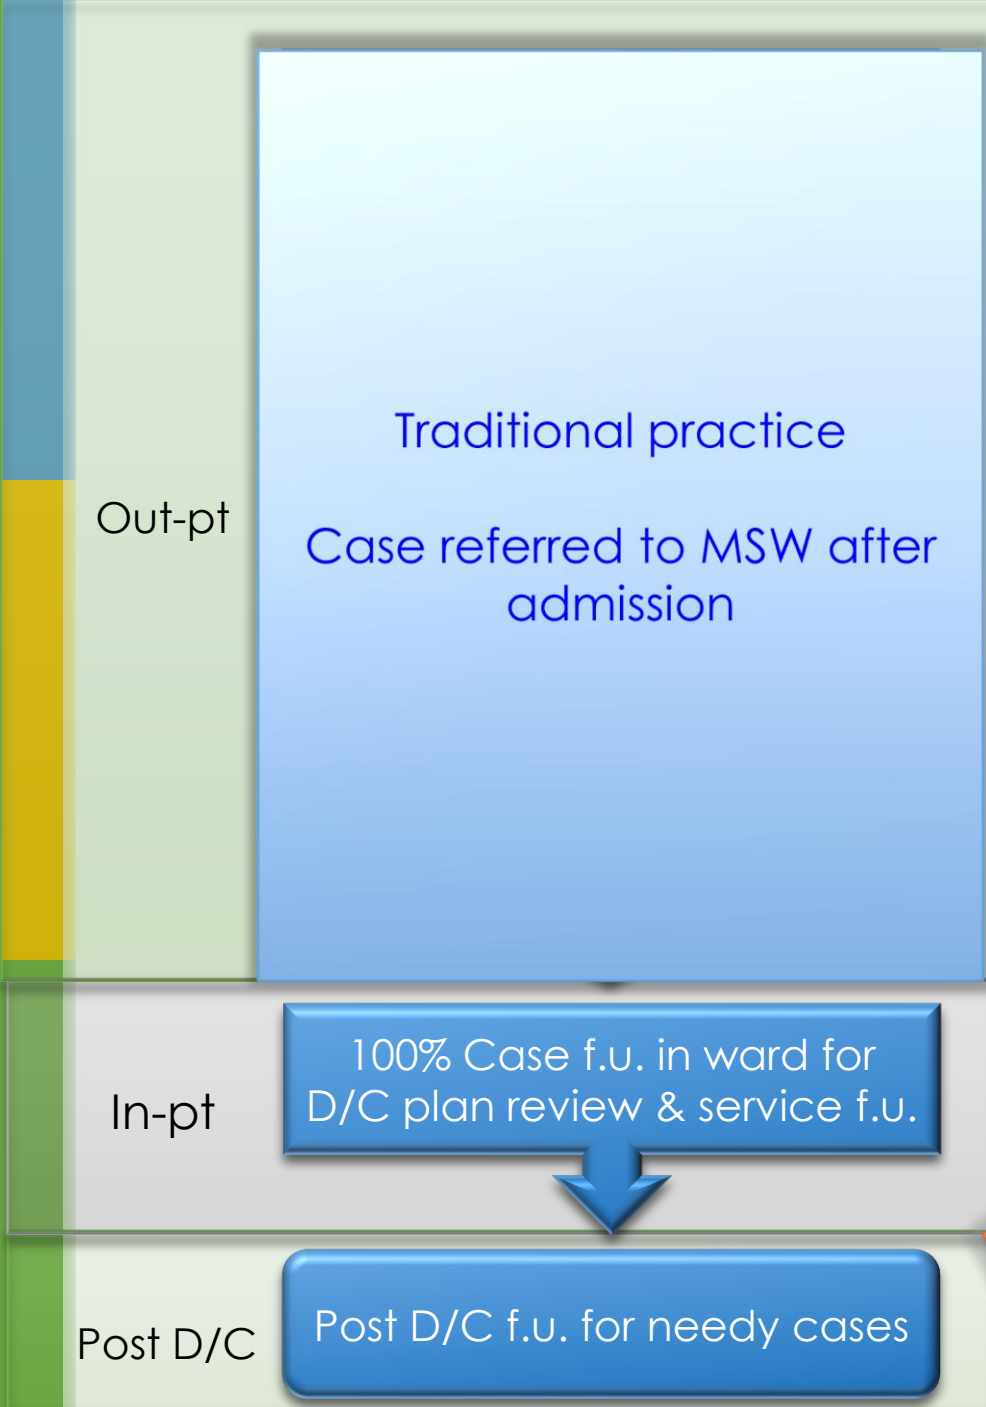 Out-pt
Traditional practice
Case referred to MSW after
admission
In-pt
100% Case f.u. in ward for
D/C plan review & service f.u.
Post D/C
Post D/C f.u. for needy cases